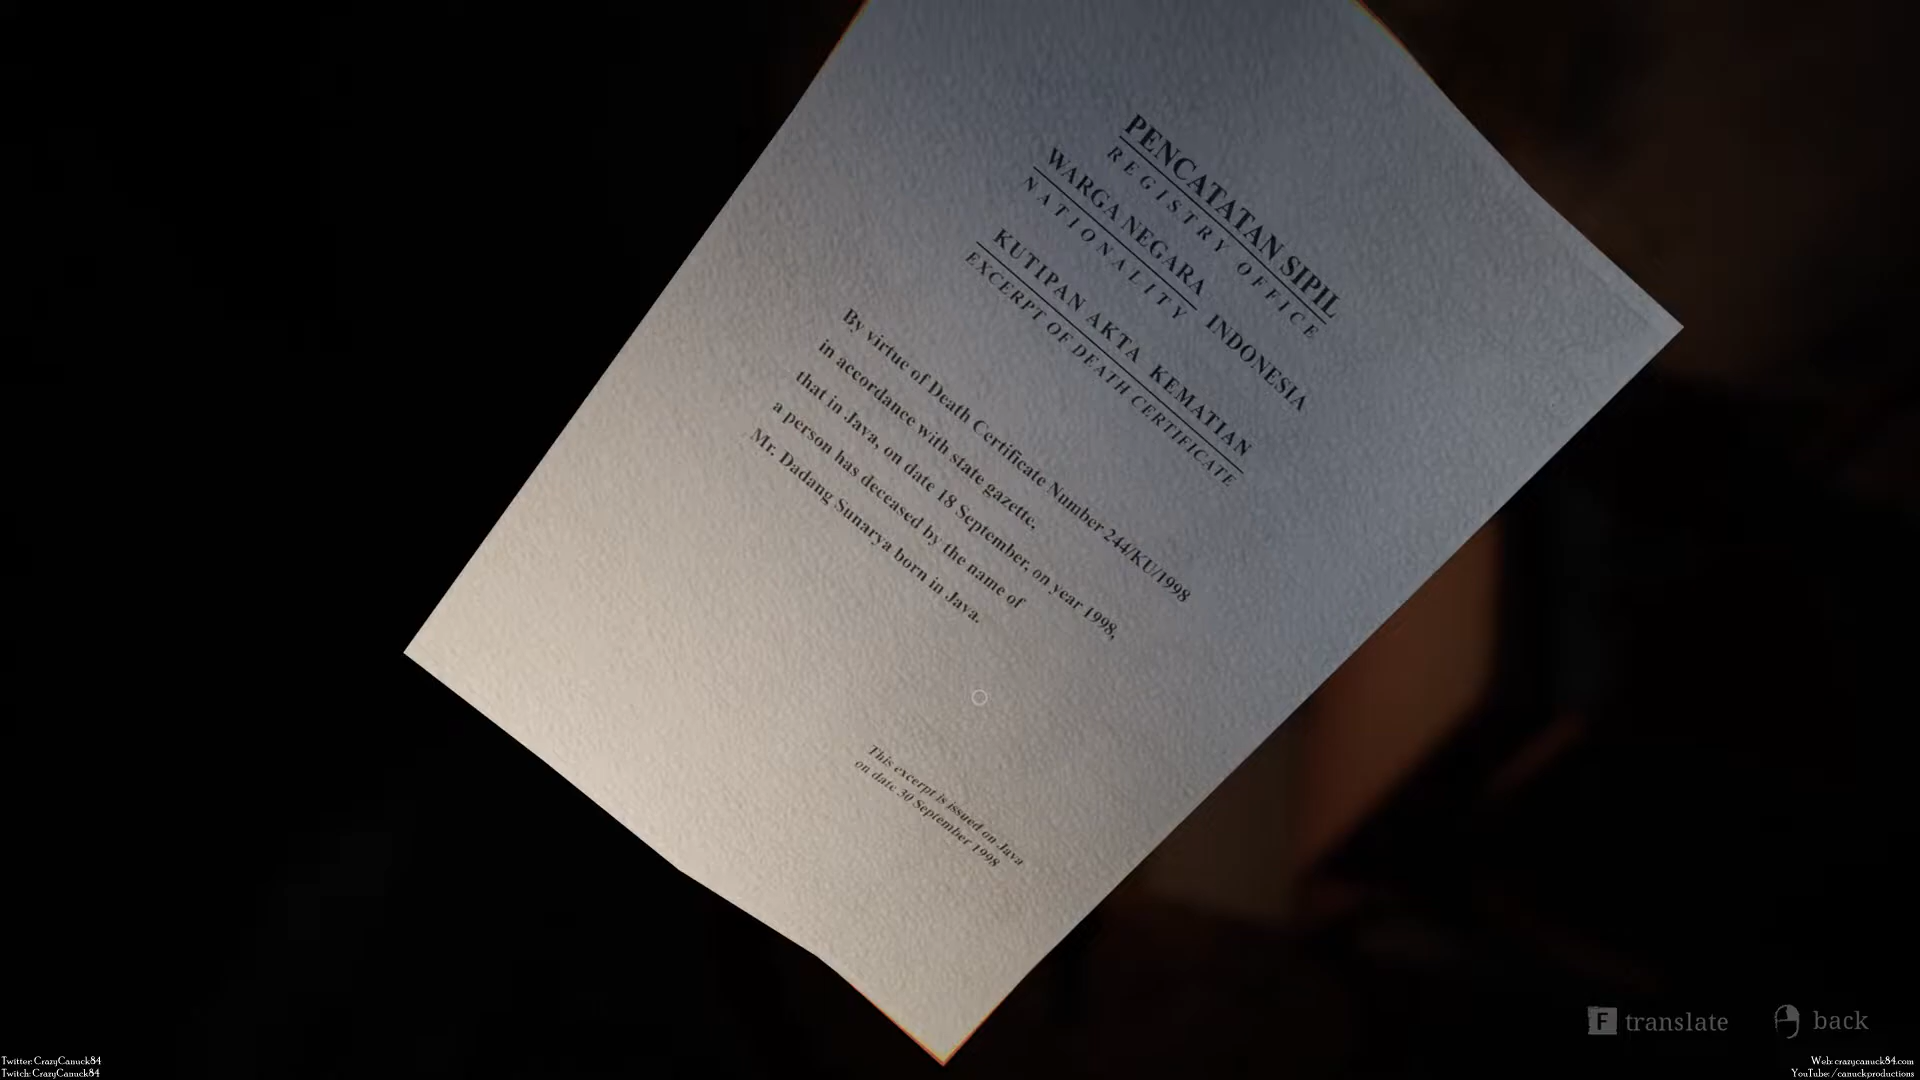 PENCATATAN SIPIL
REGISTRY OFFICE
WARGA NEGARA INDONESIA
NATIONALITY
KUTIPAN AKTA KEMATIAN
EXCERPT OF DEATH CERTIFICATE
By virtue of Death Certificate Number 244/KU/1998
in accordance with state gazette,
that in Java, on date 18 September, on year 1998,
a person has deceased by the name of
Mr. Dadang Sunarya born in Java.
This excerpt is issued on Java
on date 30 September 1998
F translate back
Twitter: CrazyCanuck84
Twitch: CrazyCanuck84
Web: crazycanuck84.com
YouTube: /canuckproductions